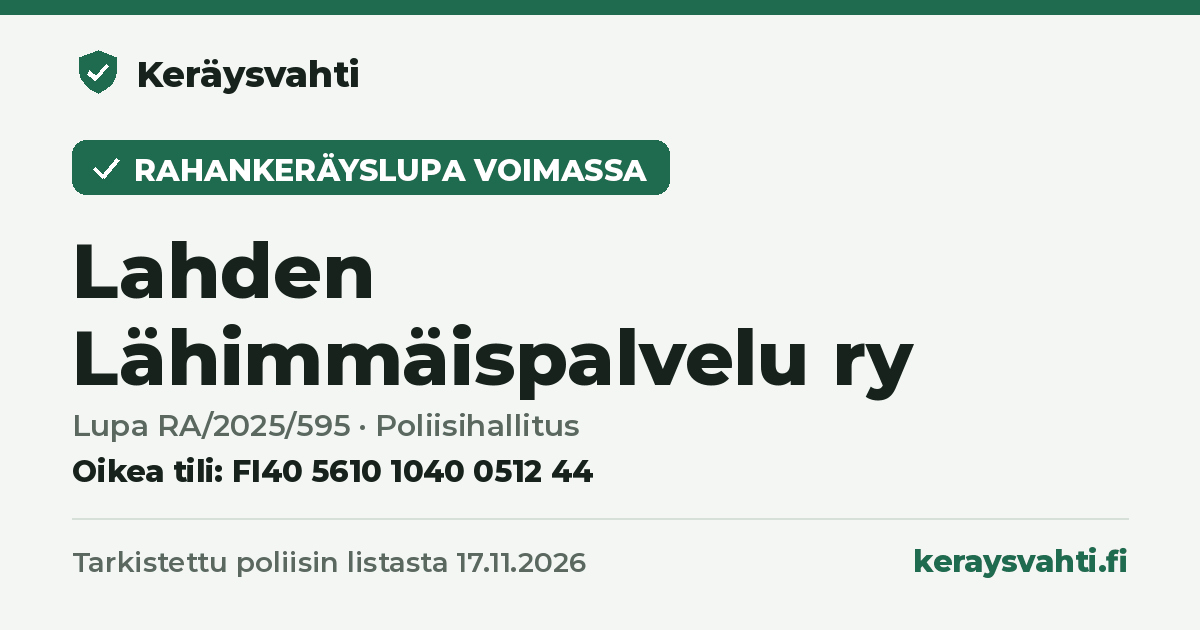 Keräysvahti
RAHANKERÄYSLUPA VOIMASSA
Lahden
Lähimmäispalvelu ry
Lupa RA/2025/595 · Poliisihallitus
Oikea tili: FI40 5610 1040 0512 44
Tarkistettu poliisin listasta 17.11.2026
keraysvahti.fi